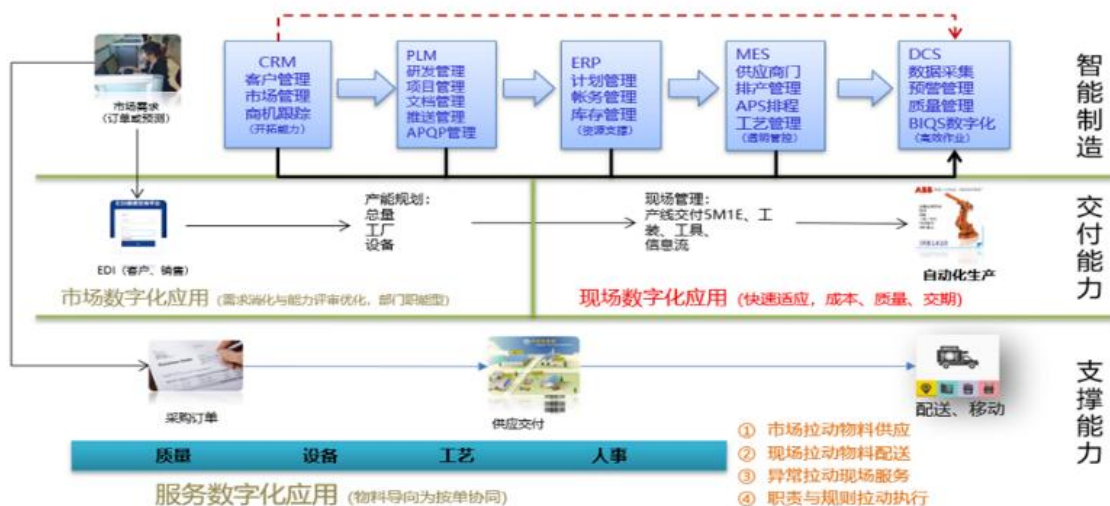 CRM
客户管理
市场管理
商机跟踪
(开拓能力)
PLM
研发管理
项目管理
文档管理
推送管理
APQP管理
ERP
计划管理
帐务管理
库存管理
(资源支撑)
MES
供应商门
排产管理
APS排程
工艺管理
(透明管控)
DCS
数据采集
预警管理
质量管理
BIQS数字化
(高效作业)
智能制造
市场需求
(订单或预测)
EDI(客户、销售)
产能规划:
总量
工厂
设备
现场管理:
产线交付5M1E、工
装、工具、
信息流
ABB
自动化生产
交付能力
市场数字化应用(需求消化与能力评审优化,部门职能型)
现场数字化应用(快速适应,成本、质量、交期)
采购订单
供应交付
配送、移动
支撑能力
质量 设备 工艺 人事
服务数字化应用(物料导向为按单协同)
① 市场拉动物料供应
② 现场拉动物料配送
③ 异常拉动现场服务
④ 职责与规则拉动执行